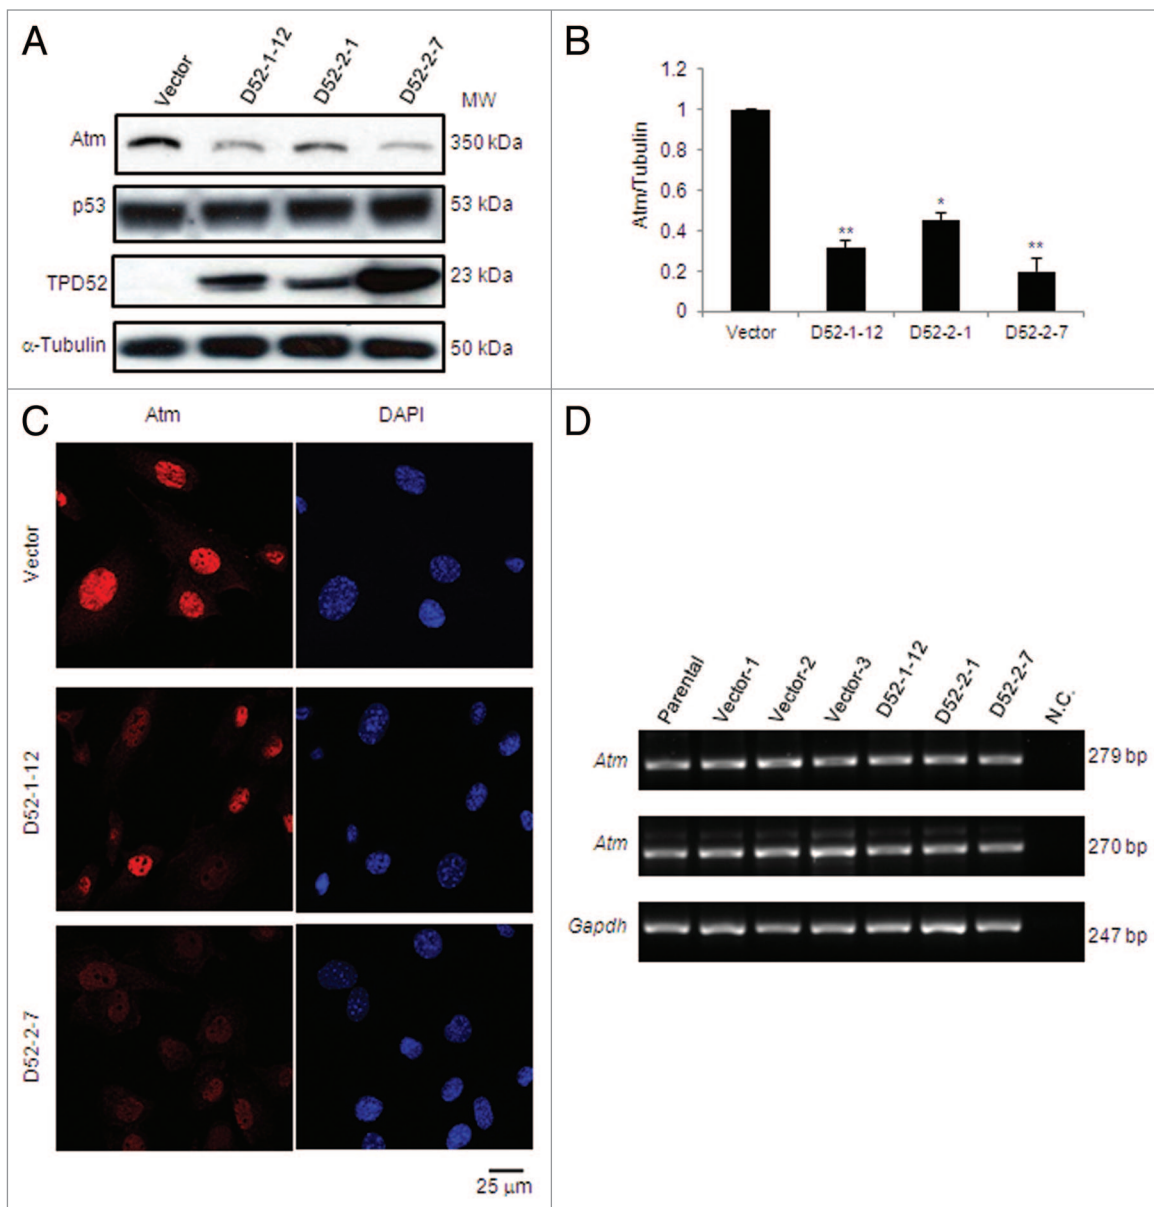 A
Vector
D52-1-12
D52-2-1
D52-2-7
MW
Atm
350 kDa
p53
53 kDa
TPD52
23 kDa
α-Tubulin
50 kDa
B
Atm/Tubulin
1.2
1
0.8
0.6
0.4
0.2
0
**
*
**
Vector
D52-1-12
D52-2-1
D52-2-7
C
Atm
DAPI
Vector
D52-1-12
D52-2-7
25 μm
D
Parental
Vector-1
Vector-2
Vector-3
D52-1-12
D52-2-1
D52-2-7
N.C.
Atm
279 bp
Atm
270 bp
Gapdh
247 bp